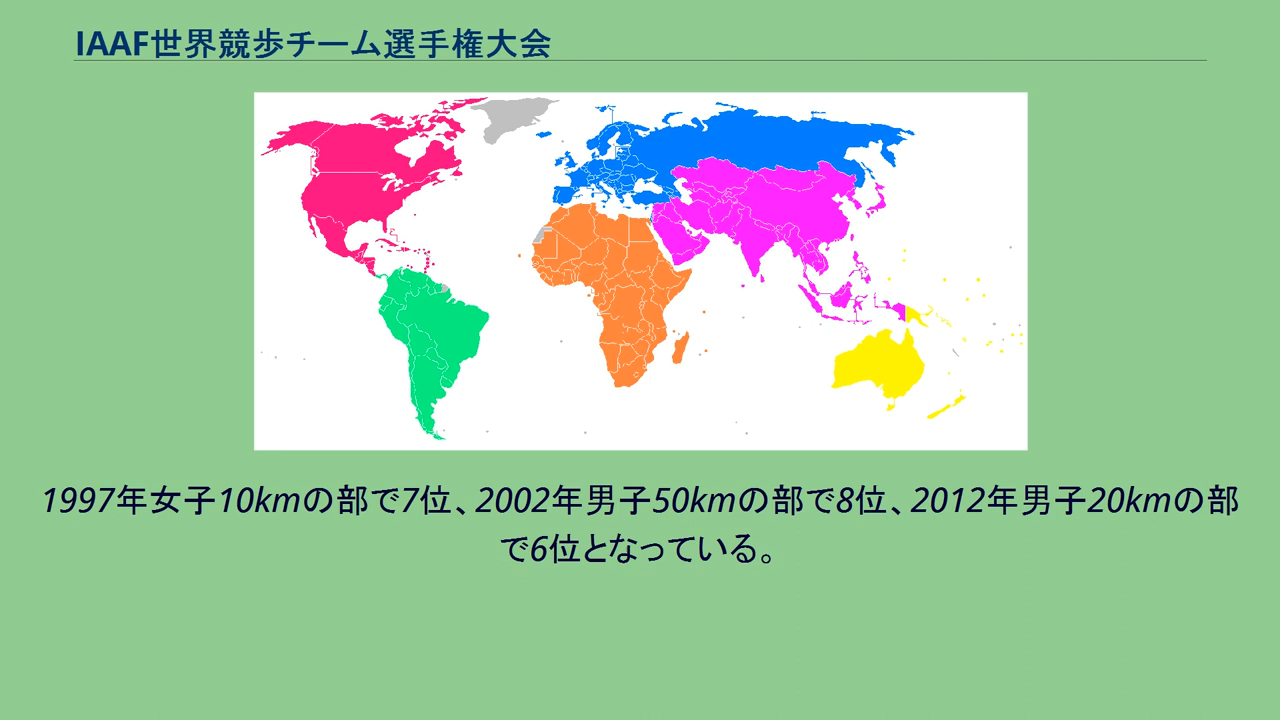 IAAF世界競歩チーム選手権大会
1997年女子10kmの部で7位、2002年男子50kmの部で8位、2012年男子20kmの部
で6位となっている。